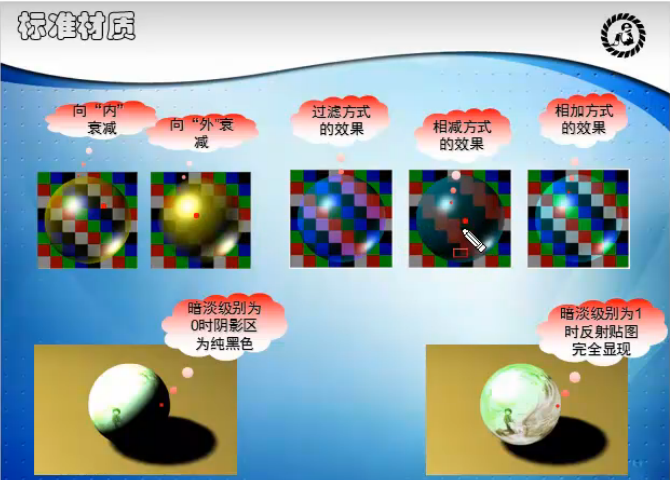 标准材质
向“内”
衰减
向“外”衰
减
过滤方式
的效果
相减方式
的效果
相加方式
的效果
暗淡级别为
0时阴影区
为纯黑色
暗淡级别为1
时反射贴图
完全显现